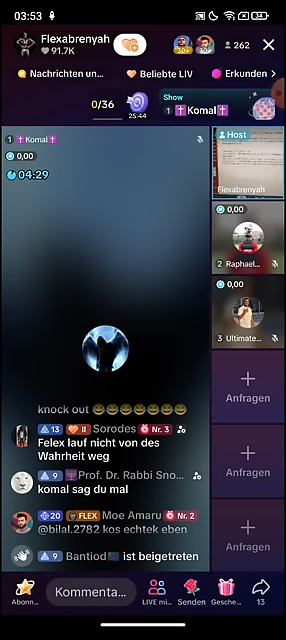 03:53
34
Flexabrenyah
91.7K
30+
262
Nachrichten un...
Beliebte LIV
Erkunden
0/36
25:44
Show
1 ✝️Komal✝️
1 ✝️Komal✝️
0,00
04:29
Host
Flexabrenyah
0,00
2 Raphael...
0,00
3 Ultimate...
Anfragen
Anfragen
Anfragen
knock out 😂😂😂😂😂😂😂
13 II Sorodes Nr. 3
Felex lauf nicht von des
Wahrheit weg
9 Prof. Dr. Rabbi Sno...
komal sag du mal
20 FLEX Moe Amaru Nr. 2
@bilal.2782 kos echtek eben
9 Bantiod ist beigetreten
Abonn...
Kommenta...
LIVE mi...
Senden
Gesche...
13